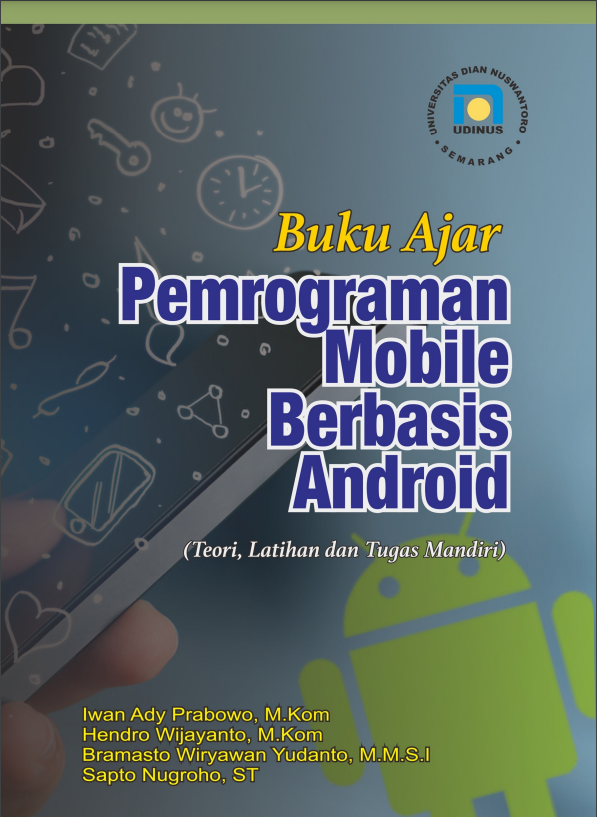 UNIVERSITAS DIAN NUSWANTORO
UDINUS
• SEMARANG •
Buku Ajar
Pemrograman
Mobile
Berbasis
Android
(Teori, Latihan dan Tugas Mandiri)
Iwan Ady Prabowo, M.Kom
Hendro Wijayanto, M.Kom
Bramasto Wiryawan Yudanto, M.M.S.I
Sapto Nugroho, ST